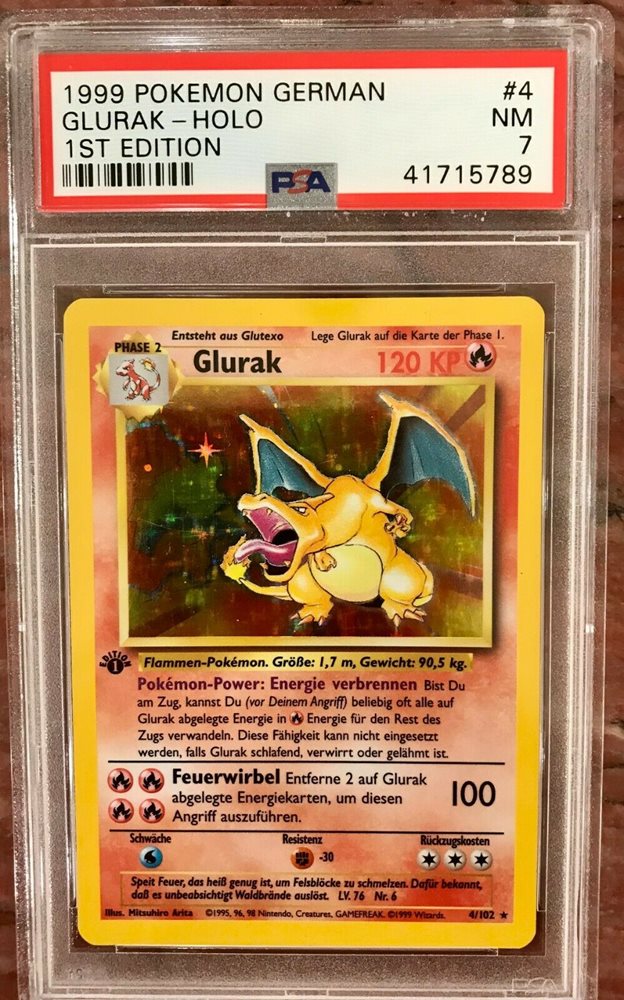 1999 POKEMON GERMAN #4
GLURAK - HOLO NM
1ST EDITION 7
PSA 41715789
Entsteht aus Glutexo Lege Glurak auf die Karte der Phase 1.
PHASE 2
Glurak 120 KP
EDITION 1
Flammen-Pokémon. Größe: 1,7 m, Gewicht: 90,5 kg.
Pokémon-Power: Energie verbrennen Bist Du
am Zug, kannst Du (vor Deinem Angriff) beliebig oft alle auf
Glurak abgelegte Energie in Energie für den Rest des
Zugs verwandeln. Diese Fähigkeit kann nicht eingesetzt
werden, falls Glurak schlafend, verwirrt oder gelähmt ist.
Feuerwirbel Entferne 2 auf Glurak
abgelegte Energiekarten, um diesen 100
Angriff auszuführen.
Schwäche Resistenz Rückzugskosten
-30
Speit Feuer, das heiß genug ist, um Felsblöcke zu schmelzen. Dafür bekannt,
daß es unbeabsichtigt Waldbrände auslöst. LV. 76 Nr. 6
Illus. Mitsuhiro Arita ©1995, 96, 98 Nintendo, Creatures, GAMEFREAK. ©1999 Wizards. 4/102 ★
PSA